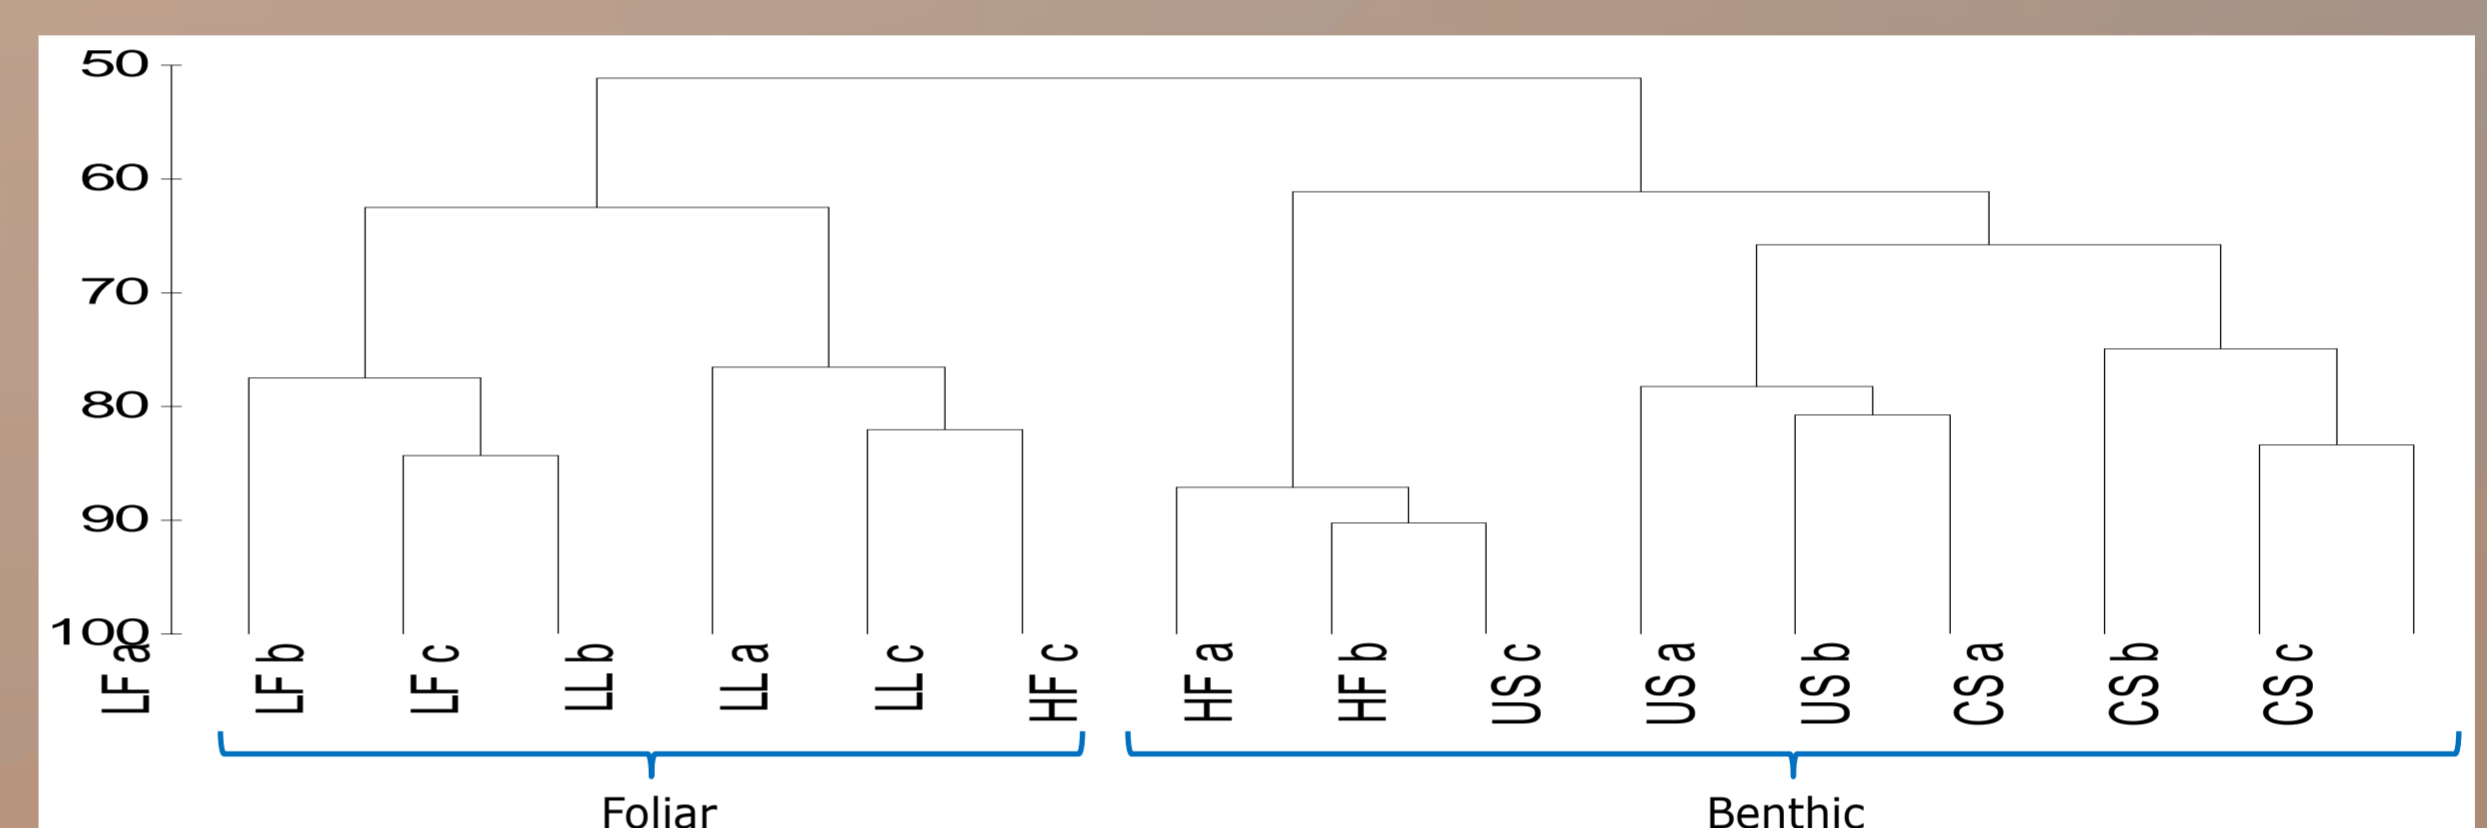 50
60
70
80
90
100
LF a
LF b
LF c
LL b
LL a
LL c
HF c
HF a
HF b
US c
US a
US b
CS a
CS b
CS c
Foliar
Benthic